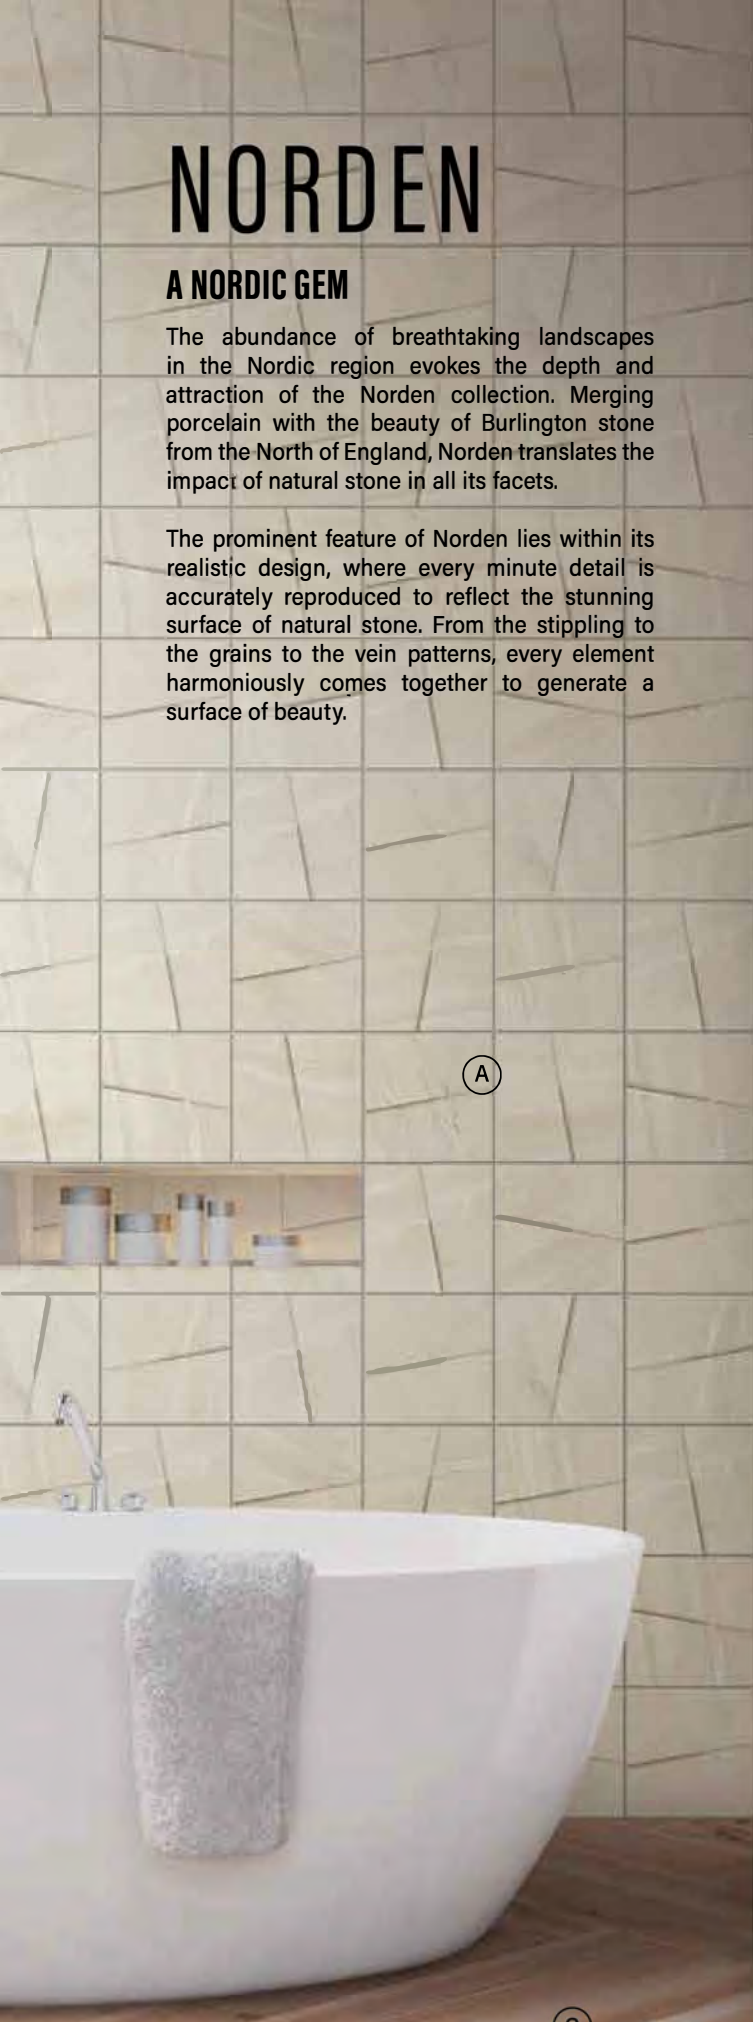 NORDEN
A NORDIC GEM
The abundance of breathtaking landscapes
in the Nordic region evokes the depth and
attraction of the Norden collection. Merging
porcelain with the beauty of Burlington stone
from the North of England, Norden translates the
impact of natural stone in all its facets.
The prominent feature of Norden lies within its
realistic design, where every minute detail is
accurately reproduced to reflect the stunning
surface of natural stone. From the stippling to
the grains to the vein patterns, every element
harmoniously comes together to generate a
surface of beauty.
A